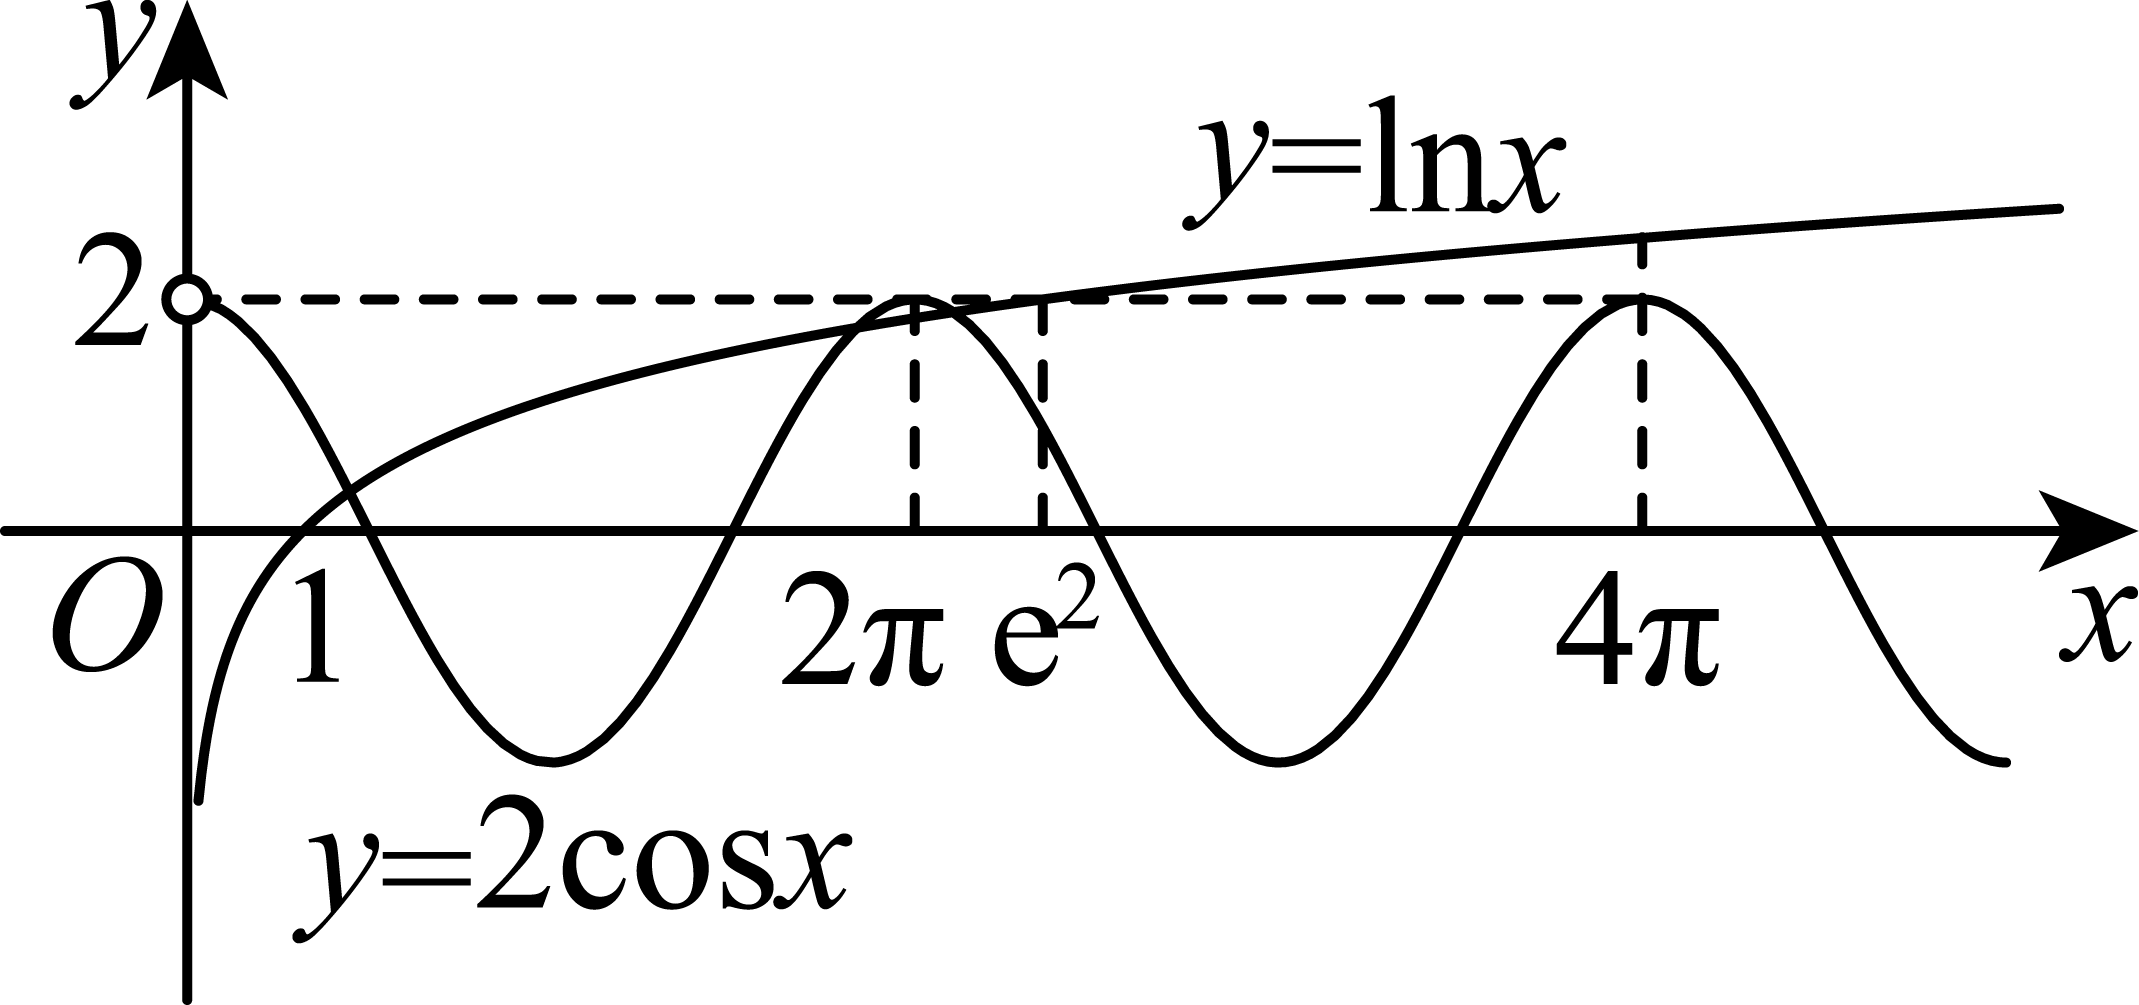 y
y=lnx
2
O
1
2π
e²
4π
x
y=2cosx